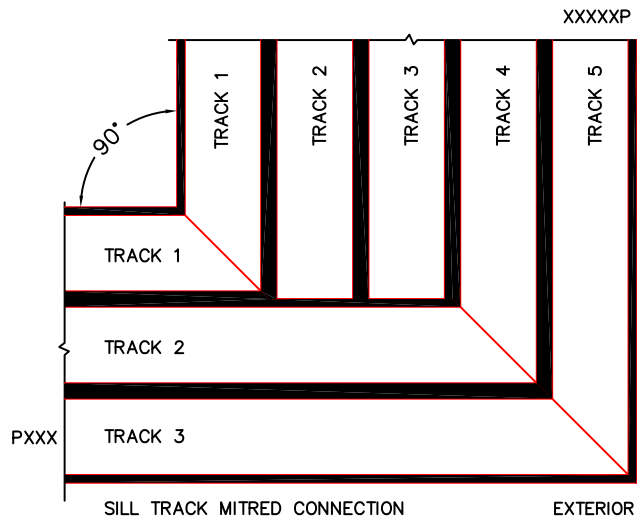 XXXXXP
TRACK 1
TRACK 2
TRACK 3
TRACK 4
TRACK 5
90°
TRACK 1
TRACK 2
PXXX
TRACK 3
SILL TRACK MITRED CONNECTION
EXTERIOR